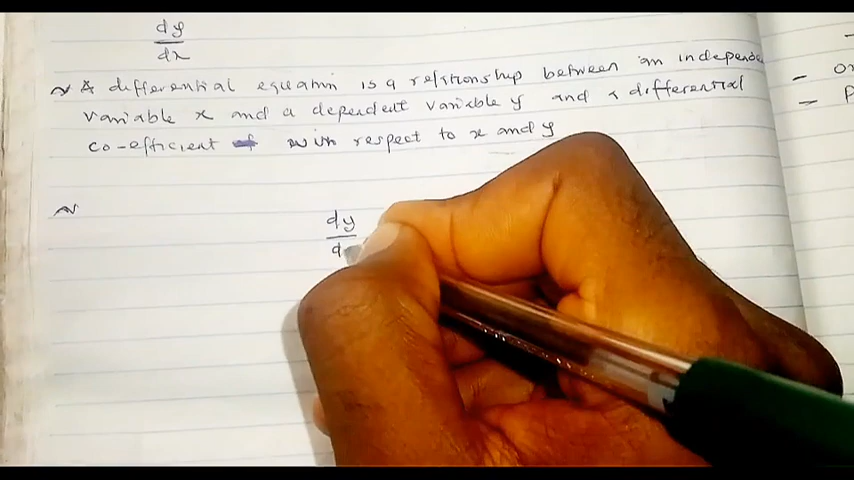 dy
dx
~ A differential equation is a relationship between an independe
variable x and a dependent variable y and a differential
co-efficient with respect to x and y
~
dy
d